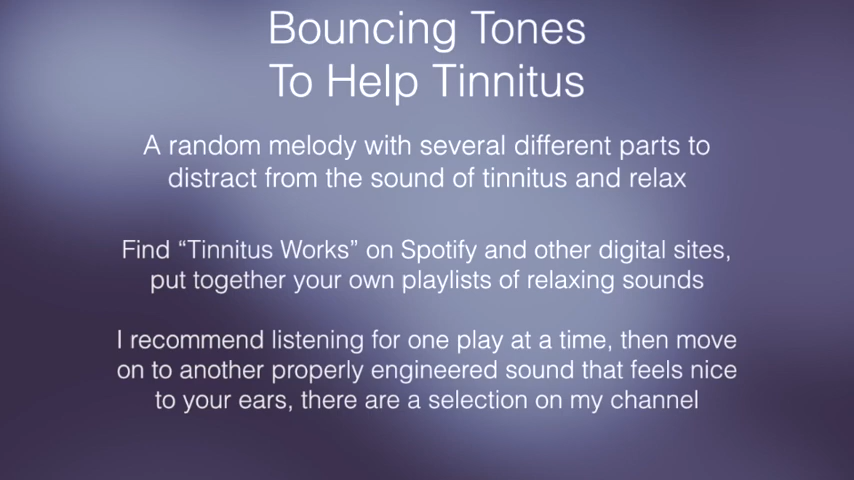 Bouncing Tones
To Help Tinnitus
A random melody with several different parts to
distract from the sound of tinnitus and relax
Find “Tinnitus Works” on Spotify and other digital sites,
put together your own playlists of relaxing sounds
I recommend listening for one play at a time, then move
on to another properly engineered sound that feels nice
to your ears, there are a selection on my channel